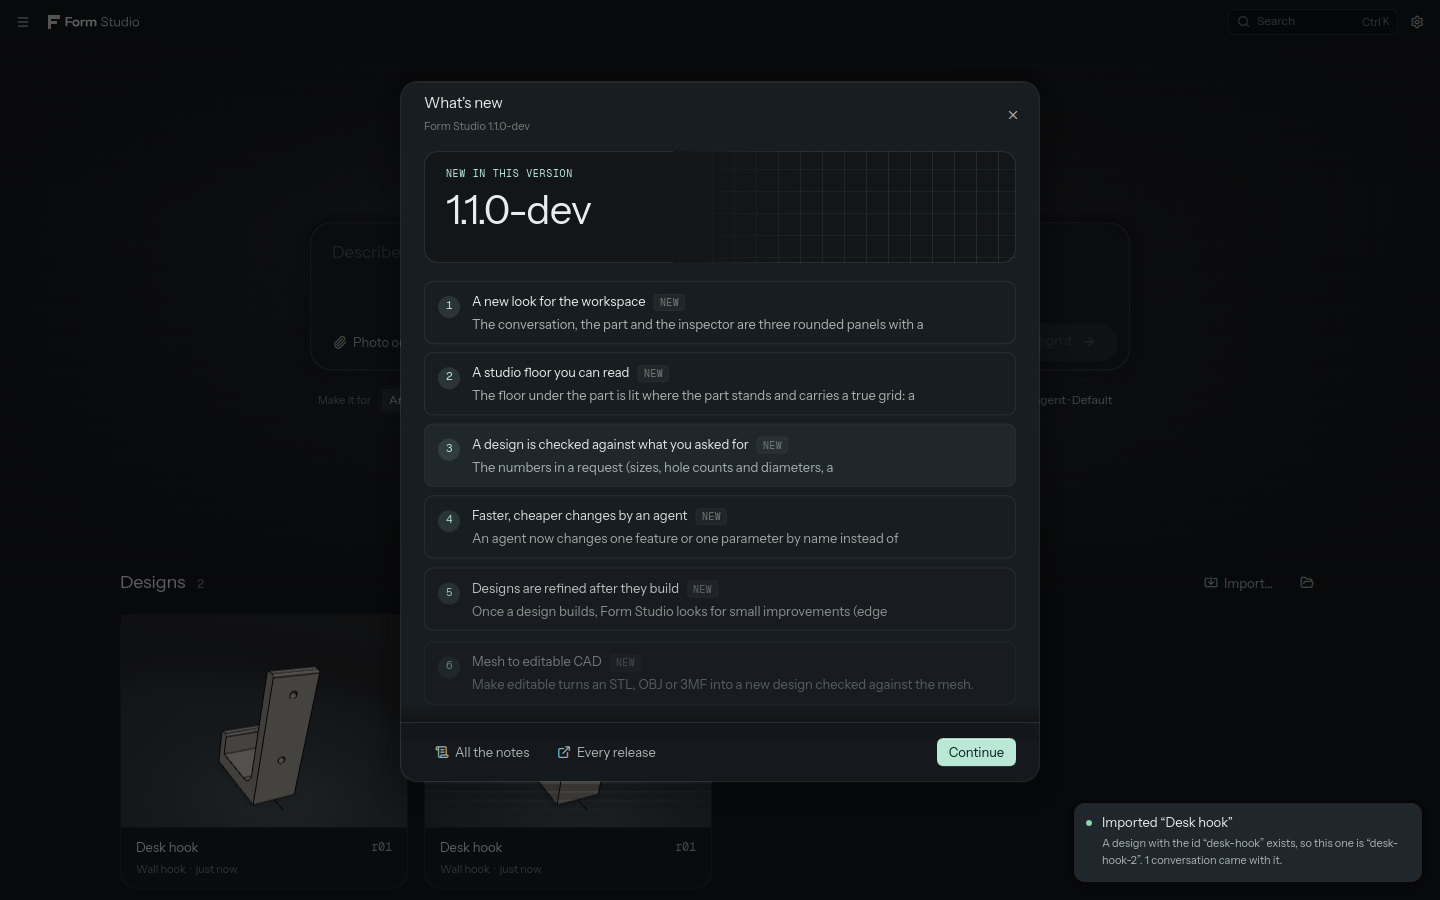 Form Studio
Search Ctrl K
What's new
Form Studio 1.1.0-dev
NEW IN THIS VERSION
1.1.0-dev
Describe
1 A new look for the workspace NEW
The conversation, the part and the inspector are three rounded panels with a
Photo or
ign it
2 A studio floor you can read NEW
The floor under the part is lit where the part stands and carries a true grid: a
Make it for
gent · Default
3 A design is checked against what you asked for NEW
The numbers in a request (sizes, hole counts and diameters, a
4 Faster, cheaper changes by an agent NEW
An agent now changes one feature or one parameter by name instead of
5 Designs are refined after they build NEW
Once a design builds, Form Studio looks for small improvements (edge
Designs 2
Import...
6 Mesh to editable CAD NEW
Make editable turns an STL, OBJ or 3MF into a new design checked against the mesh.
All the notes Every release Continue
Desk hook r01
Wall hook · just now
Desk hook r01
Wall hook · just now
Imported “Desk hook”
A design with the id “desk-hook” exists, so this one is “desk-
hook-2”. 1 conversation came with it.